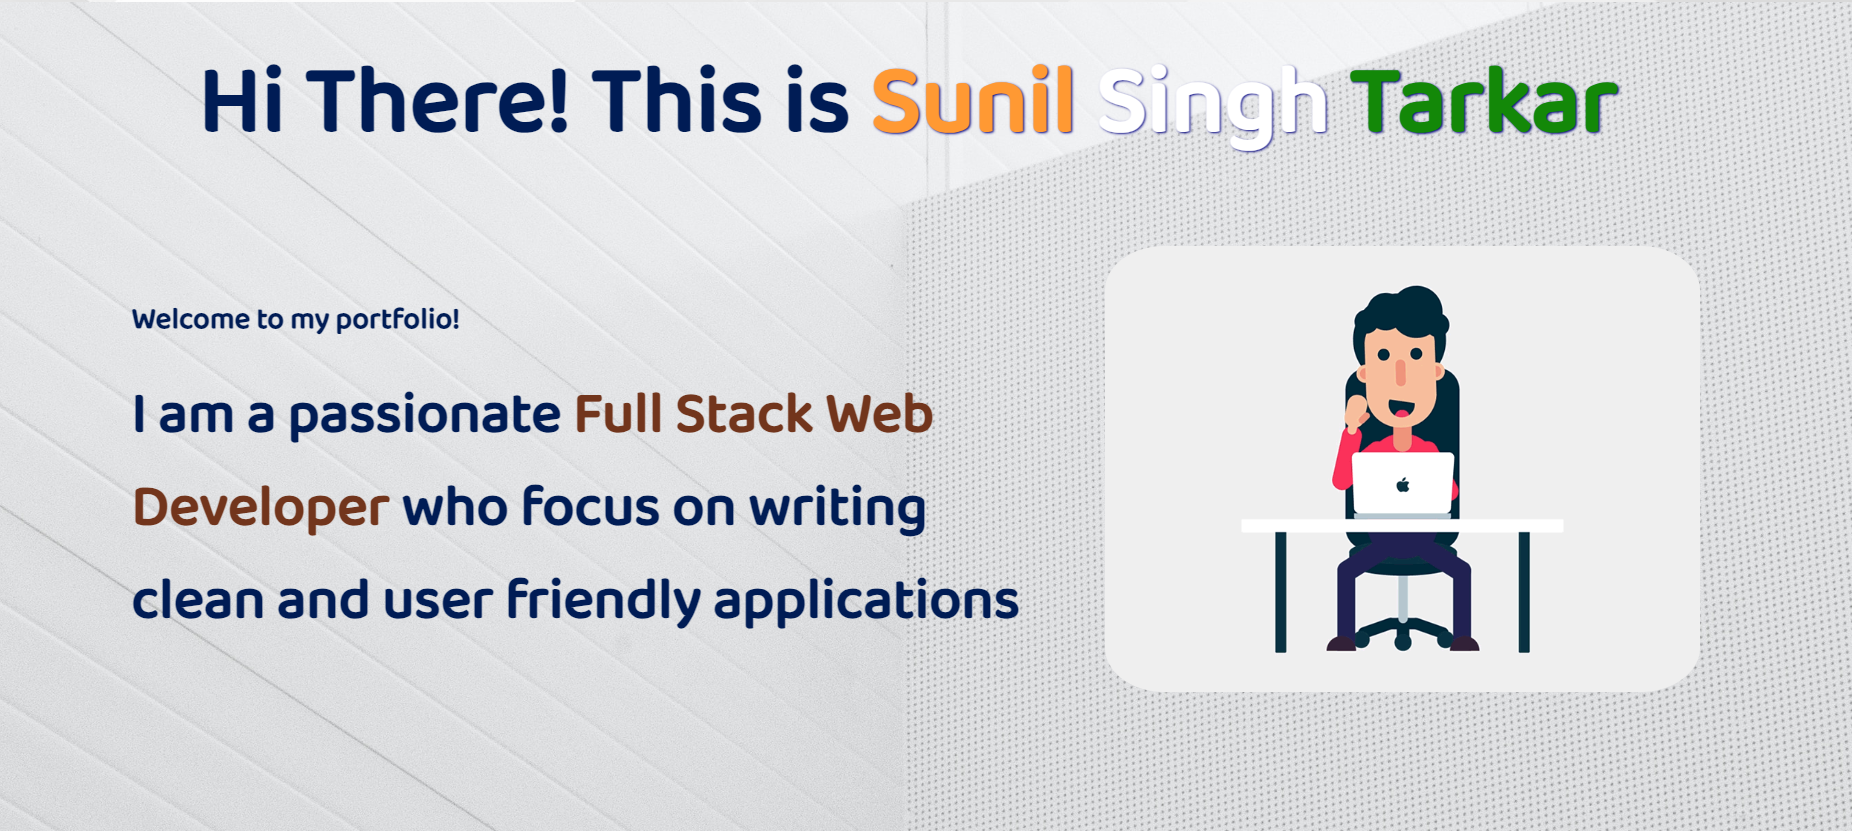 Hi There! This is Sunil Singh Tarkar
Welcome to my portfolio!
I am a passionate Full Stack Web
Developer who focus on writing
clean and user friendly applications